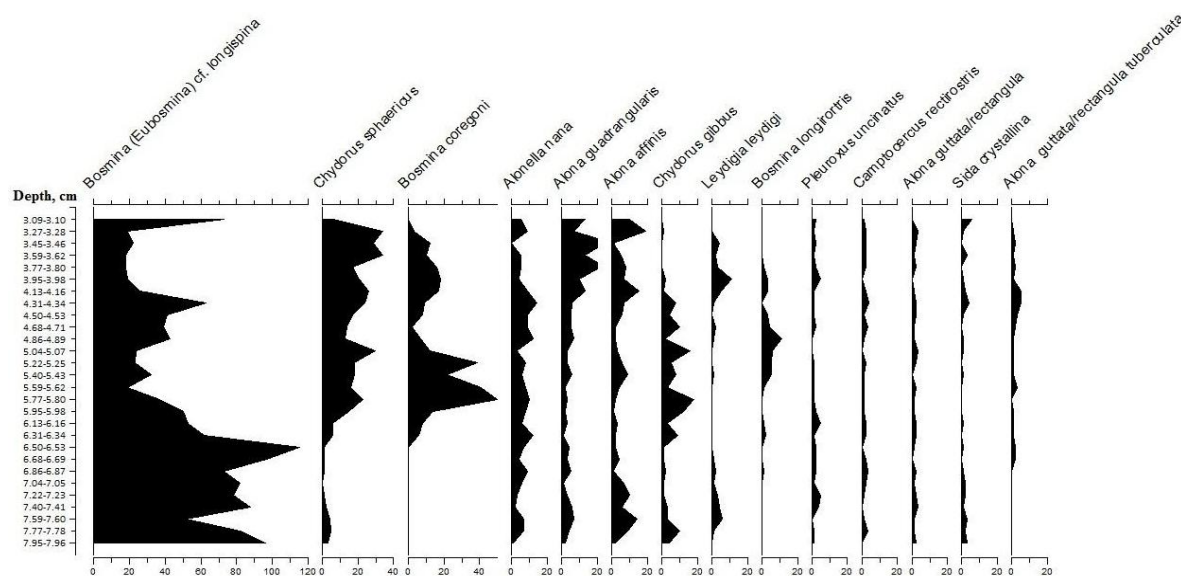 Bosmina (Eubosmina) cf. longispina
Chydorus sphaericus
Bosmina coregoni
Alonella nana
Alona guadrangularis
Alona affinis
Chydorus gibbus
Leydigia leydigi
Bosmina longirortris
Pleuroxus uncinatus
Camptocercus rectirostris
Alona guttata/rectangula
Sida crystallina
Alona guttata/rectangula tuberculata
Depth, cm
3.09-3.10
3.27-3.28
3.45-3.46
3.59-3.62
3.77-3.80
3.95-3.98
4.13-4.16
4.31-4.34
4.50-4.53
4.68-4.71
4.86-4.89
5.04-5.07
5.22-5.25
5.40-5.43
5.59-5.62
5.77-5.80
5.95-5.98
6.13-6.16
6.31-6.34
6.50-6.53
6.68-6.69
6.86-6.87
7.04-7.05
7.22-7.23
7.40-7.41
7.59-7.60
7.77-7.78
7.95-7.96
0 20 40 60 80 100 120 0 20 40 0 20 40 0 20 0 20 0 20 0 20 0 20 0 20 0 20 0 20 0 20 0 20 0 20